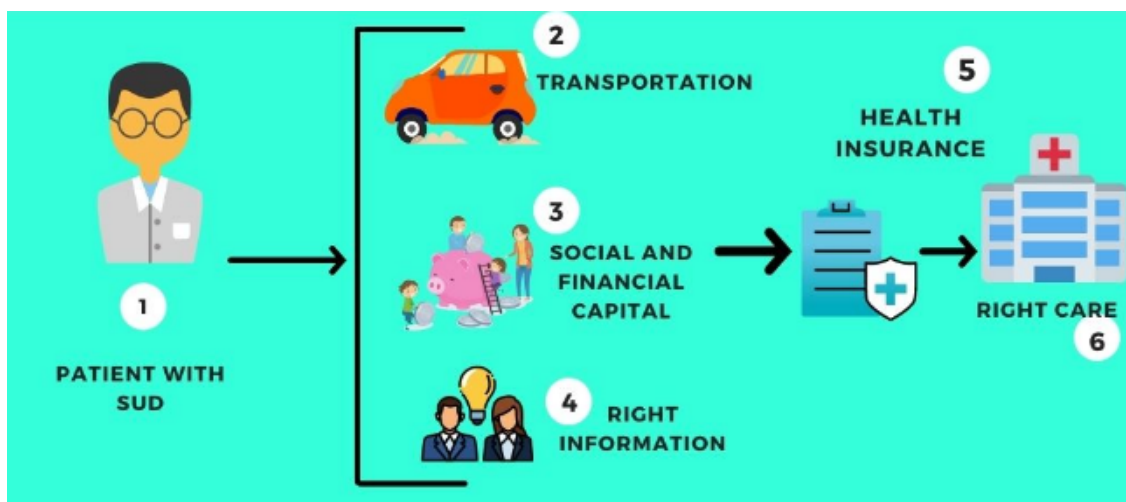 1
PATIENT WITH
SUD
2
TRANSPORTATION
3
SOCIAL AND
FINANCIAL
CAPITAL
4
RIGHT
INFORMATION
5
HEALTH
INSURANCE
RIGHT CARE
6